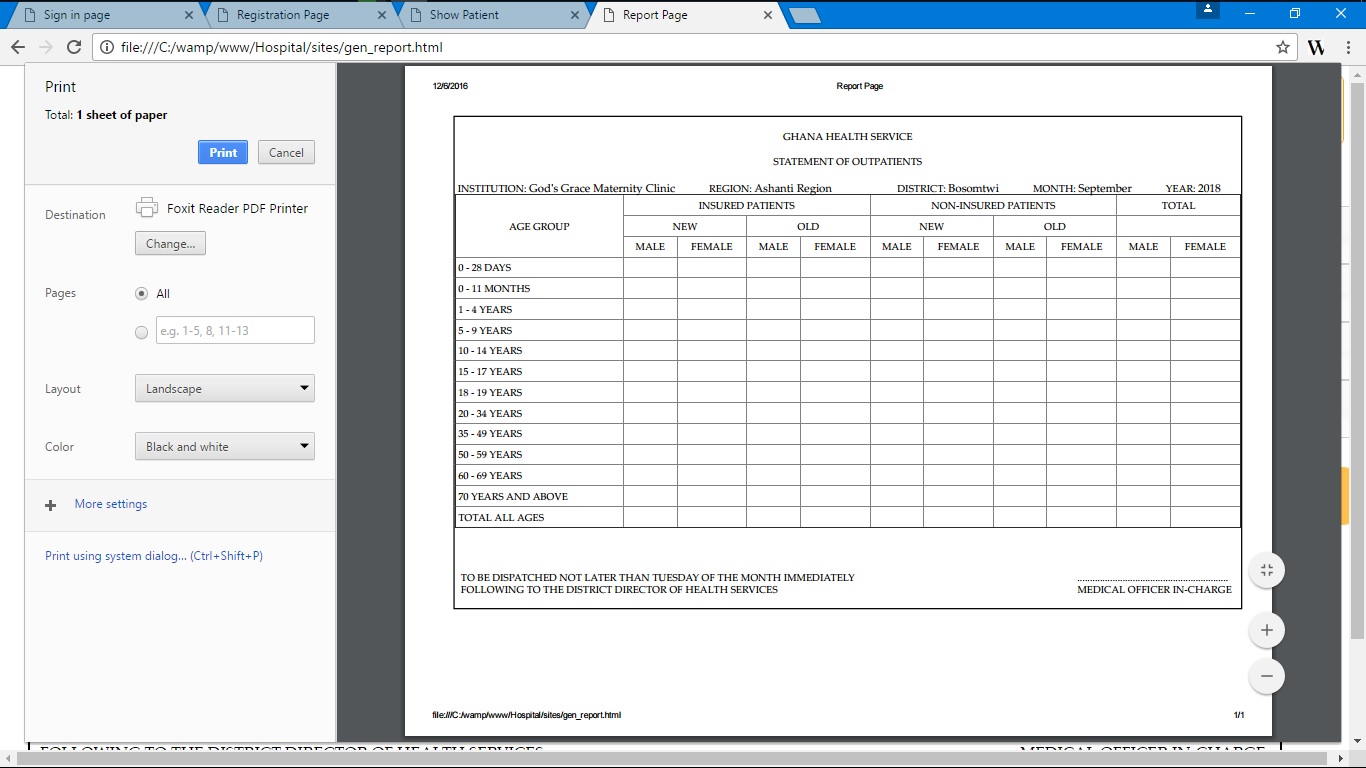 Sign in page
Registration Page
Show Patient
Report Page
file:///C:/wamp/www/Hospital/sites/gen_report.html
W
Print
Total: 1 sheet of paper
Print Cancel
Destination Foxit Reader PDF Printer
Change...
Pages All
e.g. 1-5, 8, 11-13
Layout Landscape
Color Black and white
More settings
Print using system dialog... (Ctrl+Shift+P)
12/6/2016 Report Page
GHANA HEALTH SERVICE
STATEMENT OF OUTPATIENTS
INSTITUTION: God's Grace Maternity Clinic REGION: Ashanti Region DISTRICT: Bosomtwi MONTH: September YEAR: 2018
AGE GROUP INSURED PATIENTS NON-INSURED PATIENTS TOTAL
NEW OLD NEW OLD
MALE FEMALE MALE FEMALE MALE FEMALE MALE FEMALE MALE FEMALE
0 - 28 DAYS
0 - 11 MONTHS
1 - 4 YEARS
5 - 9 YEARS
10 - 14 YEARS
15 - 17 YEARS
18 - 19 YEARS
20 - 34 YEARS
35 - 49 YEARS
50 - 59 YEARS
60 - 69 YEARS
70 YEARS AND ABOVE
TOTAL ALL AGES
TO BE DISPATCHED NOT LATER THAN TUESDAY OF THE MONTH IMMEDIATELY
FOLLOWING TO THE DISTRICT DIRECTOR OF HEALTH SERVICES
MEDICAL OFFICER IN-CHARGE
file:///C:/wamp/www/Hospital/sites/gen_report.html 1/1
FOLLOWING TO THE DISTRICT DIRECTOR OF HEALTH SERVICES MEDICAL OFFICER IN-CHARGE